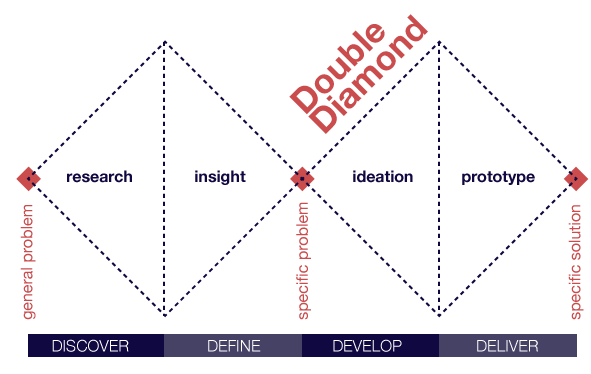 Double
Diamond
research
insight
ideation
prototype
general problem
specific problem
specific solution
DISCOVER
DEFINE
DEVELOP
DELIVER